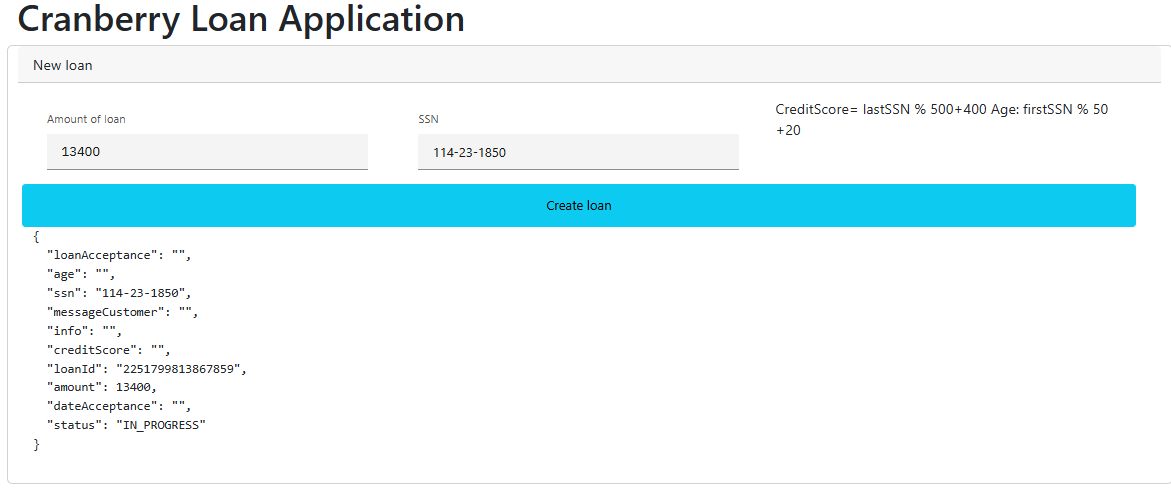 Cranberry Loan Application
New loan
Amount of loan
13400
SSN
114-23-1850
CreditScore= lastSSN % 500+400 Age: firstSSN % 50
+20
Create loan
{
  "loanAcceptance": "",
  "age": "",
  "ssn": "114-23-1850",
  "messageCustomer": "",
  "info": "",
  "creditScore": "",
  "loanId": "2251799813867859",
  "amount": 13400,
  "dateAcceptance": "",
  "status": "IN_PROGRESS"
}